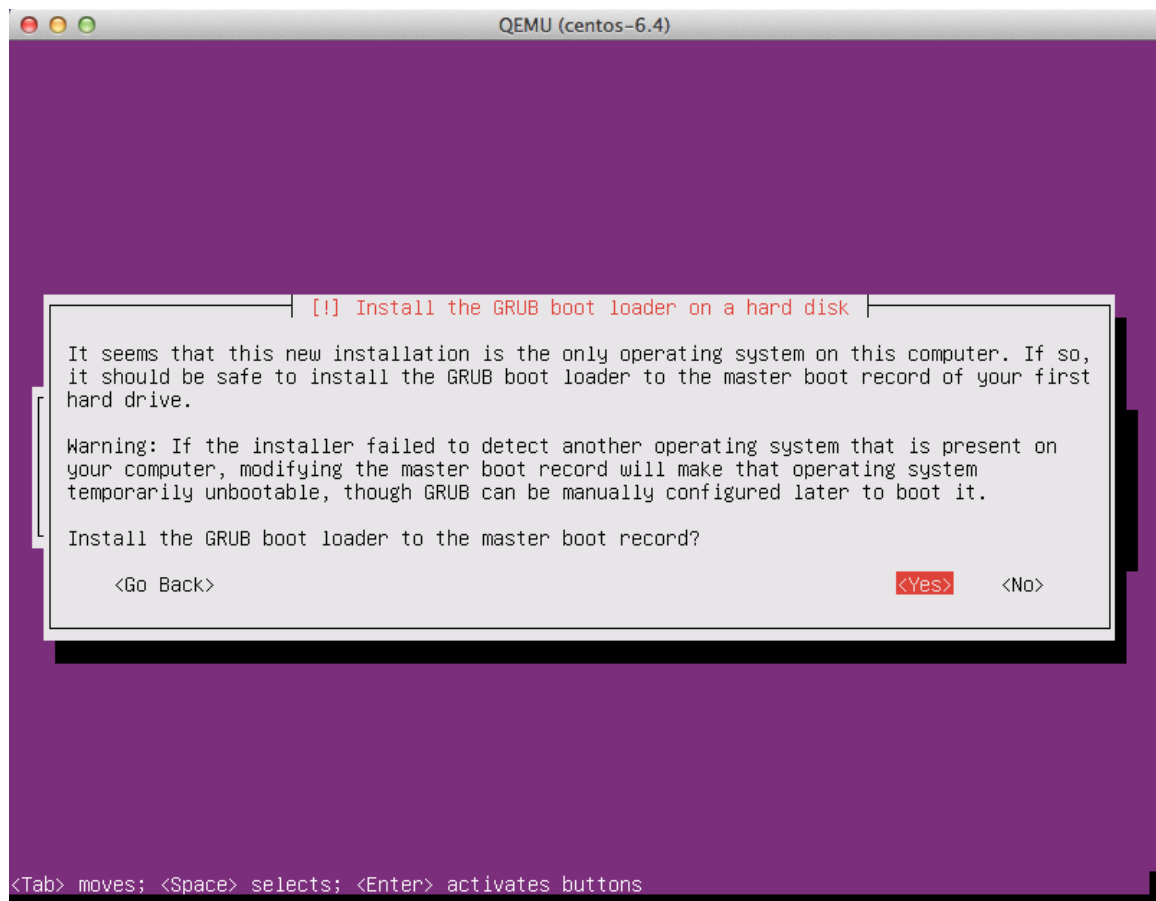 QEMU (centos-6.4)
[!] Install the GRUB boot loader on a hard disk
It seems that this new installation is the only operating system on this computer. If so,
it should be safe to install the GRUB boot loader to the master boot record of your first
hard drive.
Warning: If the installer failed to detect another operating system that is present on
your computer, modifying the master boot record will make that operating system
temporarily unbootable, though GRUB can be manually configured later to boot it.
Install the GRUB boot loader to the master boot record?
<Go Back> <Yes> <No>
<Tab> moves; <Space> selects; <Enter> activates buttons